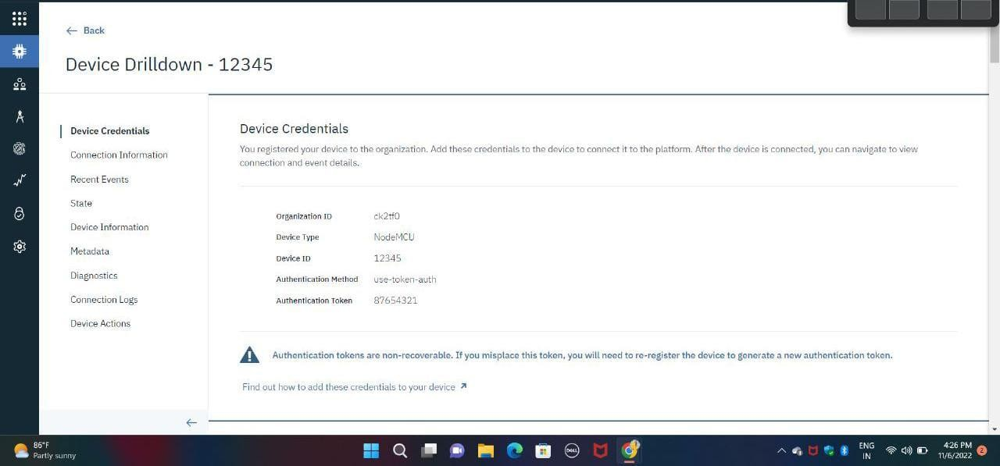 Back
Device Drilldown - 12345
Device Credentials
Connection Information
Recent Events
State
Device Information
Metadata
Diagnostics
Connection Logs
Device Actions
Device Credentials
You registered your device to the organization. Add these credentials to the device to connect it to the platform. After the device is connected, you can navigate to view
connection and event details.
Organization ID ck2tf0
Device Type NodeMCU
Device ID 12345
Authentication Method use-token-auth
Authentication Token 87654321
Authentication tokens are non-recoverable. If you misplace this token, you will need to re-register the device to generate a new authentication token.
Find out how to add these credentials to your device
86°F
Partly sunny
DELL
ENG
IN
4:26 PM
11/6/2022
2